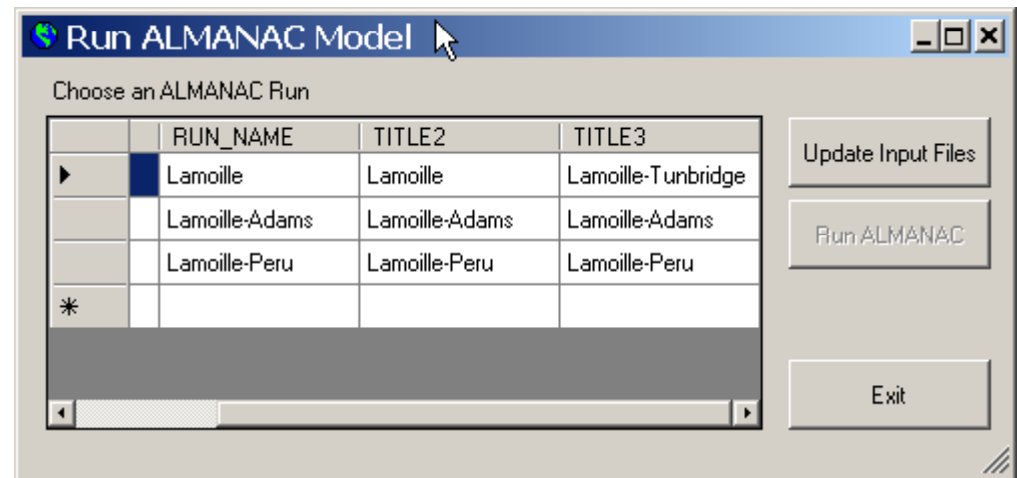 Run ALMANAC Model
Choose an ALMANAC Run
RUN_NAME TITLE2 TITLE3
Lamoille Lamoille Lamoille-Tunbridge
Lamoille-Adams Lamoille-Adams Lamoille-Adams
Lamoille-Peru Lamoille-Peru Lamoille-Peru
Update Input Files
Run ALMANAC
Exit